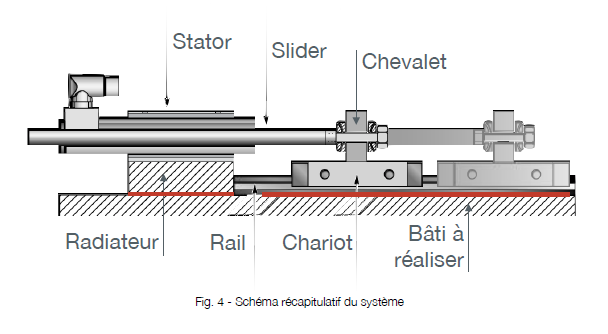 Stator
Slider
Chevalet
Radiateur
Rail
Chariot
Bâti à
réaliser
Fig. 4 - Schéma récapitulatif du système